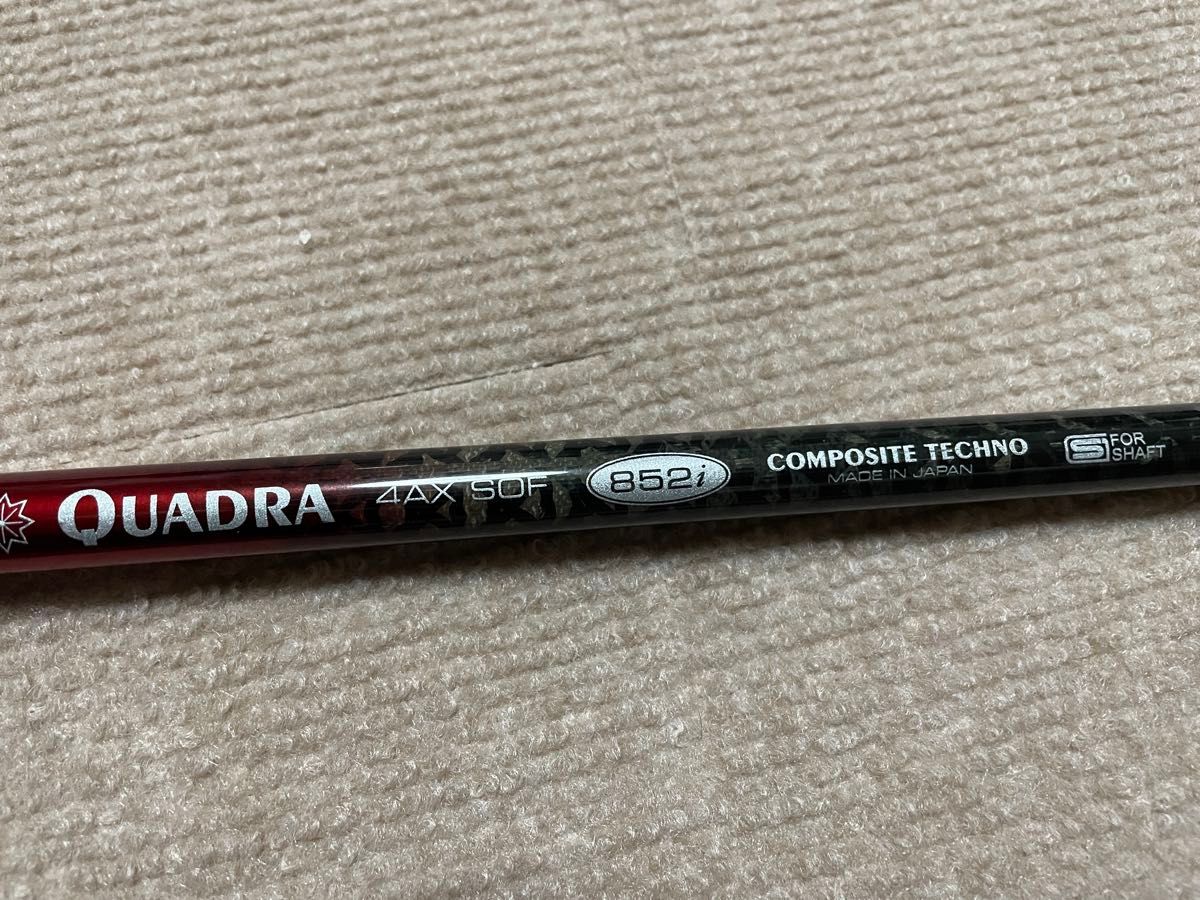 QUADRA 4AX SOF 852i
COMPOSITE TECHNO
MADE IN JAPAN
S FOR
SHAFT